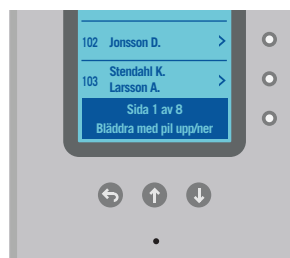 102 Jonsson D. >
103 Stendahl K.
Larsson A. >
Sida 1 av 8
Bläddra med pil upp/ner